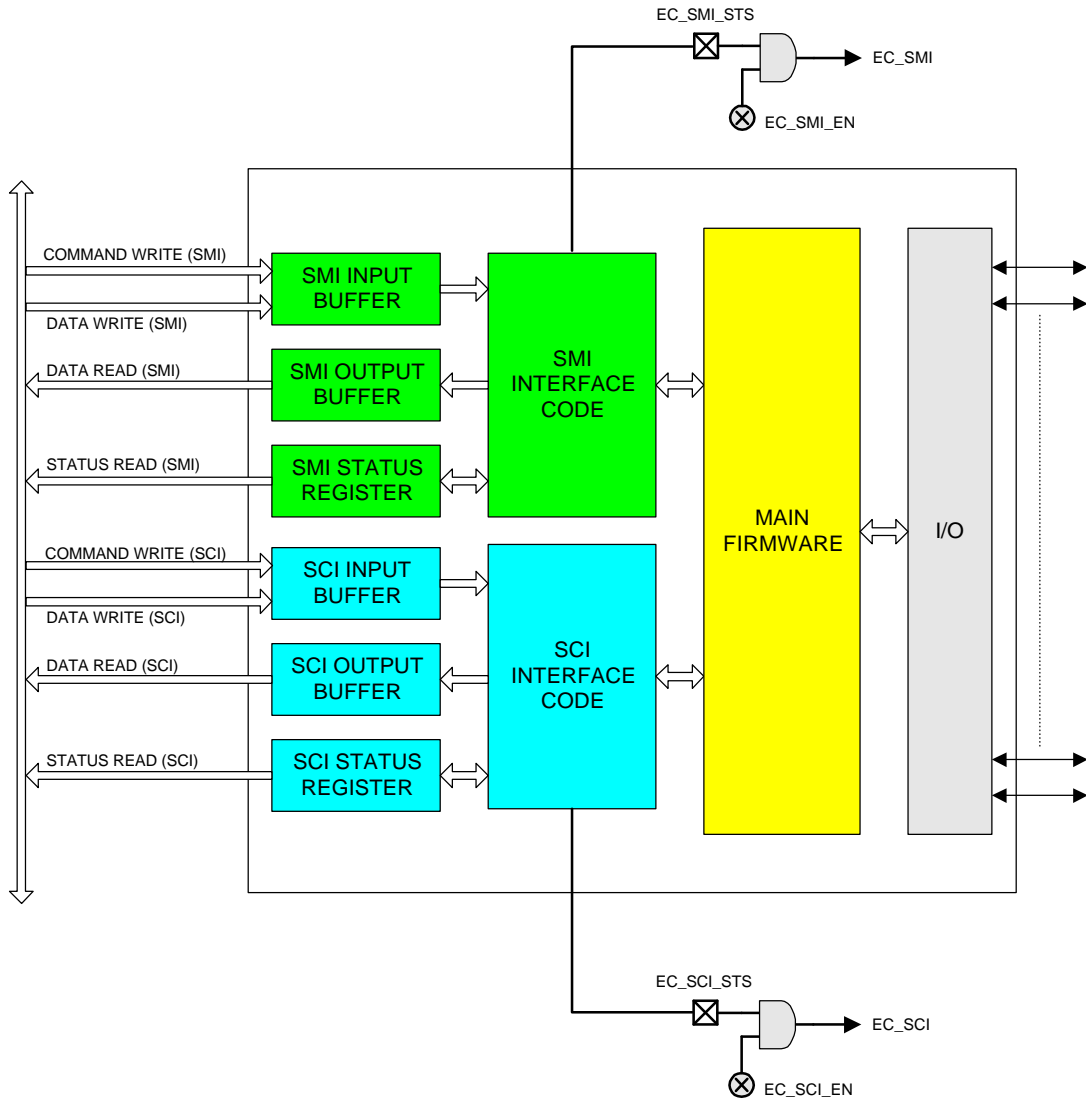 EC_SMI_STS
EC_SMI
EC_SMI_EN
COMMAND WRITE (SMI)
SMI INPUT
BUFFER
DATA WRITE (SMI)
DATA READ (SMI)
SMI OUTPUT
BUFFER
SMI
INTERFACE
CODE
STATUS READ (SMI)
SMI STATUS
REGISTER
MAIN
FIRMWARE
I/O
COMMAND WRITE (SCI)
SCI INPUT
BUFFER
DATA WRITE (SCI)
DATA READ (SCI)
SCI OUTPUT
BUFFER
SCI
INTERFACE
CODE
STATUS READ (SCI)
SCI STATUS
REGISTER
EC_SCI_STS
EC_SCI
EC_SCI_EN